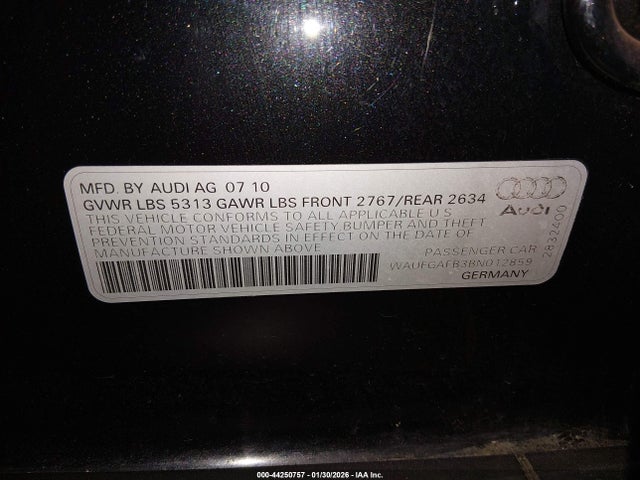 MFD. BY AUDI AG 07 10
GVWR LBS 5313 GAWR LBS FRONT 2767/REAR 2634
THIS VEHICLE CONFORMS TO ALL APPLICABLE U S
FEDERAL MOTOR VEHICLE SAFETY BUMPER AND THEFT
PREVENTION STANDARDS IN EFFECT ON THE DATE OF
MANUFACTURE SHOWN ABOVE
Audi
PASSENGER CAR
WAUFGAFB3BN012859
GERMANY
2832400
000-44250757 - 01/30/2026 - IAA Inc.